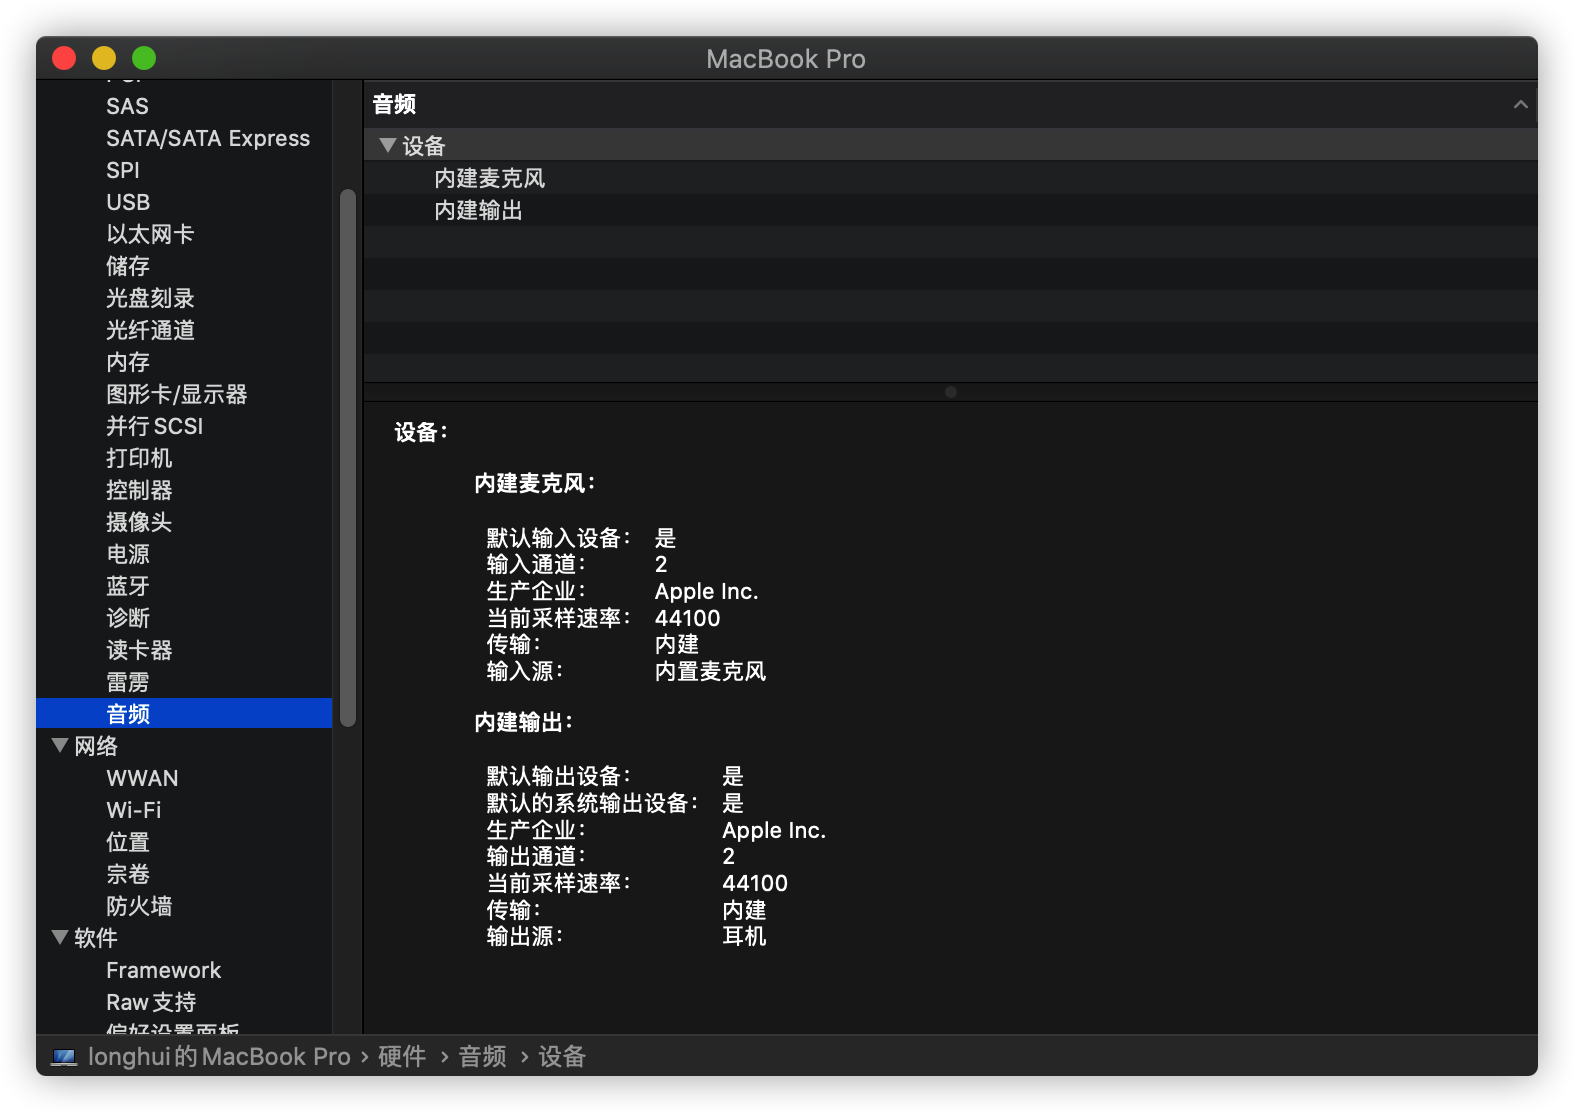 MacBook Pro
SAS
SATA/SATA Express
SPI
USB
以太网卡
储存
光盘刻录
光纤通道
内存
图形卡/显示器
并行 SCSI
打印机
控制器
摄像头
电源
蓝牙
诊断
读卡器
雷雳
音频
网络
WWAN
Wi-Fi
位置
宗卷
防火墙
软件
Framework
Raw 支持
偏好设置面板
音频
设备
内建麦克风
内建输出
设备：
内建麦克风：
默认输入设备： 是
输入通道： 2
生产企业： Apple Inc.
当前采样速率： 44100
传输： 内建
输入源： 内置麦克风
内建输出：
默认输出设备： 是
默认的系统输出设备： 是
生产企业： Apple Inc.
输出通道： 2
当前采样速率： 44100
传输： 内建
输出源： 耳机
longhui的MacBook Pro › 硬件 › 音频 › 设备